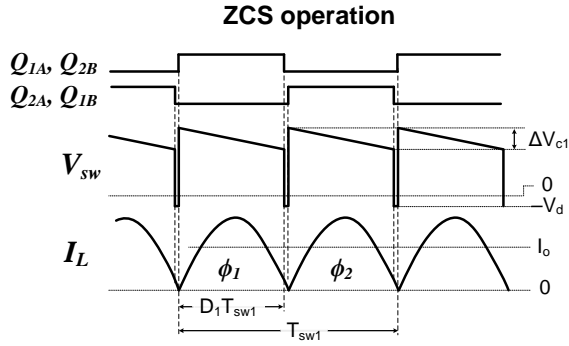 ZCS operation
Q1A, Q2B
Q2A, Q1B
Vsw
ΔVc1
0
−Vd
IL
Io
ϕ1
ϕ2
0
D1Tsw1
Tsw1